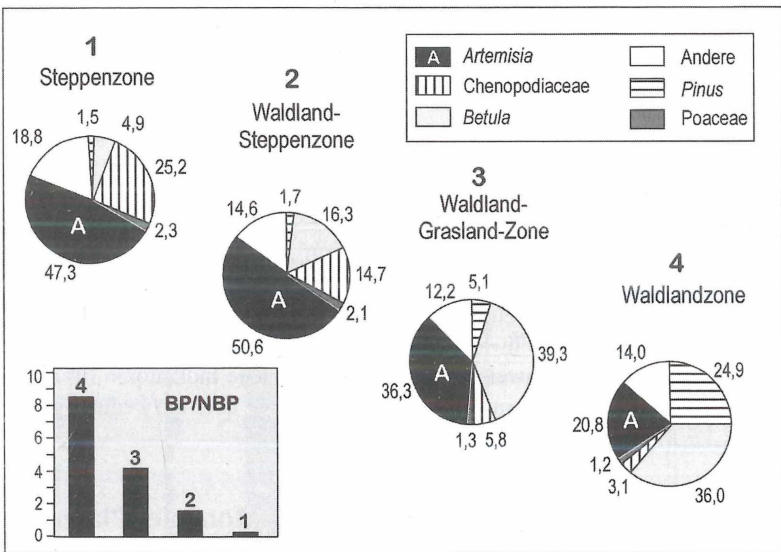 1
Steppenzone
1,5
4,9
18,8
25,2
A
2,3
47,3
2
Waldland-
Steppenzone
1,7
14,6
16,3
14,7
A
2,1
50,6
A Artemisia
Chenopodiaceae
Betula
Andere
Pinus
Poaceae
3
Waldland-
Grasland-Zone
5,1
12,2
39,3
A
36,3
1,3
5,8
4
Waldlandzone
14,0
24,9
20,8
A
1,2
3,1
36,0
BP/NBP
10
8
6
4
2
0
4
3
2
1